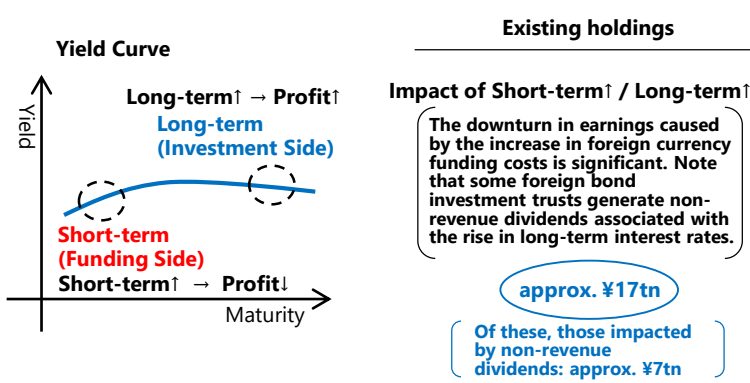 Yield Curve
Yield
Long-term↑ → Profit↑
Long-term
(Investment Side)
Short-term
(Funding Side)
Short-term↑ → Profit↓
Maturity
Existing holdings
Impact of Short-term↑ / Long-term↑
The downturn in earnings caused
by the increase in foreign currency
funding costs is significant. Note
that some foreign bond
investment trusts generate non-
revenue dividends associated with
the rise in long-term interest rates.
approx. ¥17tn
Of these, those impacted
by non-revenue
dividends: approx. ¥7tn